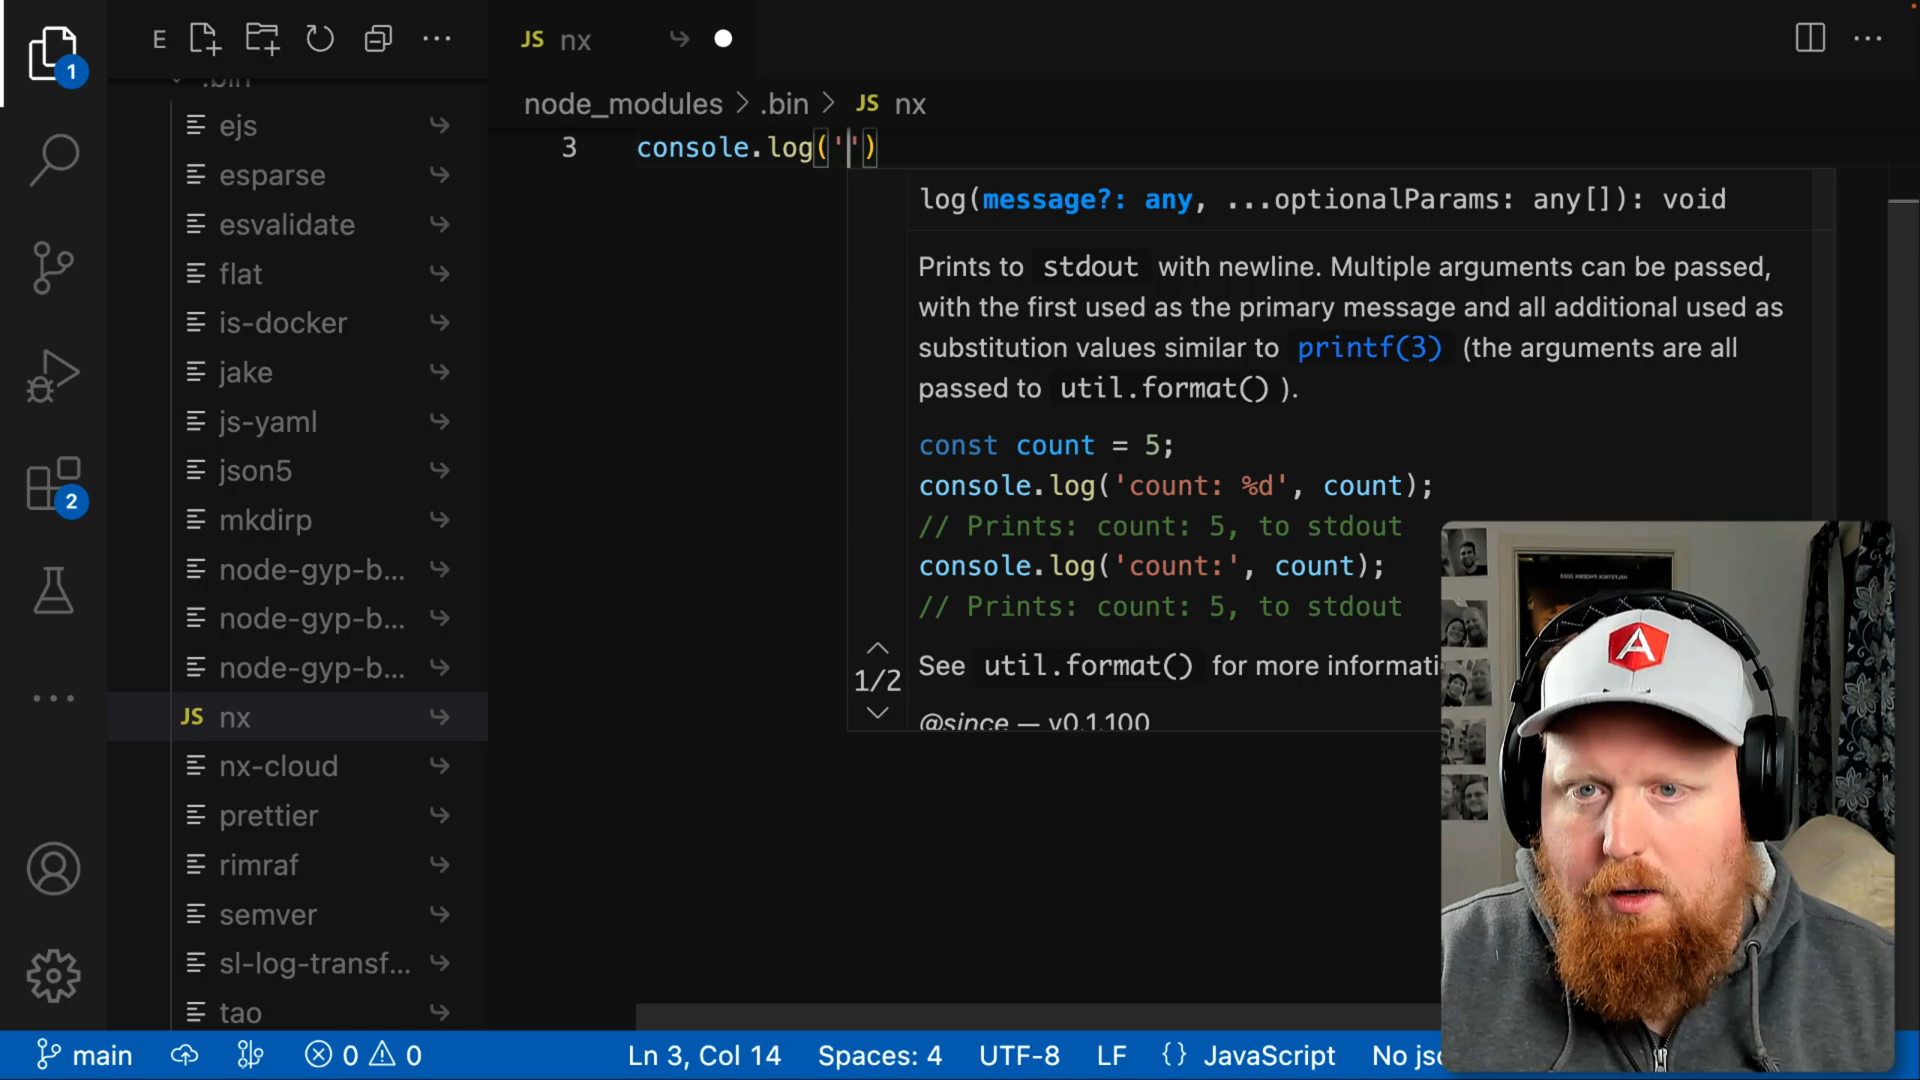 1
E
JS nx
node_modules > .bin > JS nx
.bin
ejs
esparse
esvalidate
flat
is-docker
jake
js-yaml
json5
mkdirp
node-gyp-b...
node-gyp-b...
node-gyp-b...
JS nx
nx-cloud
prettier
rimraf
semver
sl-log-transf...
tao
2
3 console.log('')
log(message?: any, ...optionalParams: any[]): void
Prints to stdout with newline. Multiple arguments can be passed,
with the first used as the primary message and all additional used as
substitution values similar to printf(3) (the arguments are all
passed to util.format() ).
const count = 5;
console.log('count: %d', count);
// Prints: count: 5, to stdout
console.log('count:', count);
// Prints: count: 5, to stdout
1/2
See util.format() for more informati
@since — v0.1.100
A
main
0 0
Ln 3, Col 14 Spaces: 4 UTF-8 LF {} JavaScript No jso